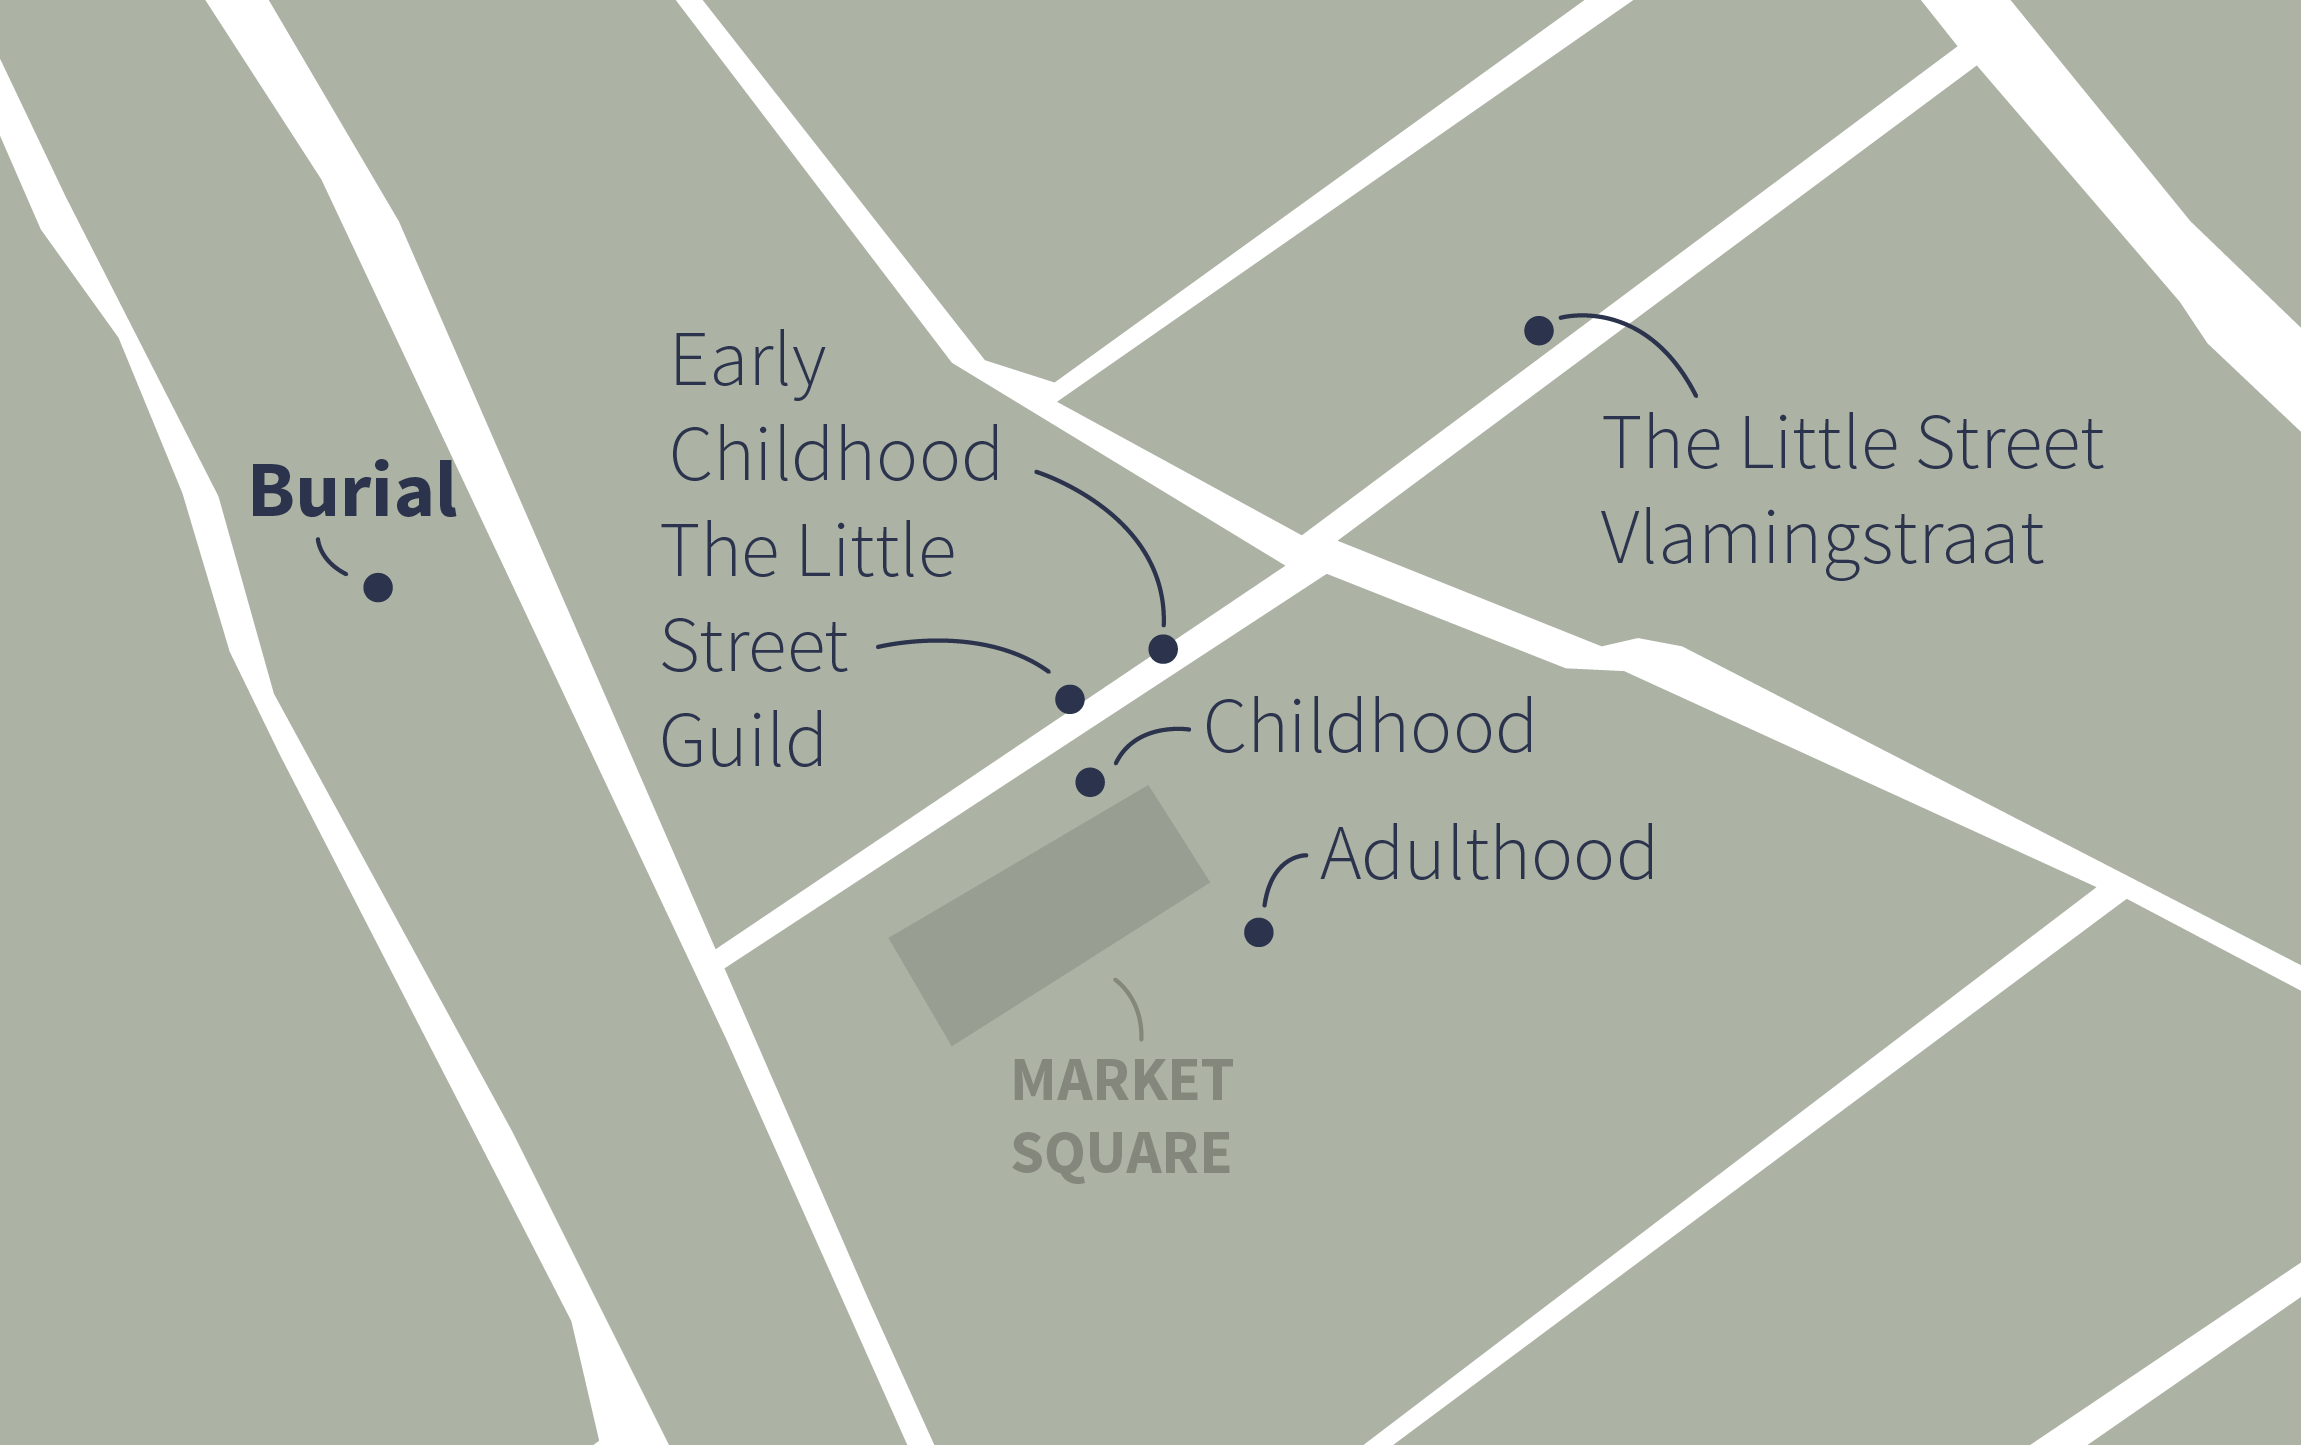 Early
Childhood
The Little
Street
Guild
Burial
The Little Street
Vlamingstraat
Childhood
Adulthood
MARKET
SQUARE